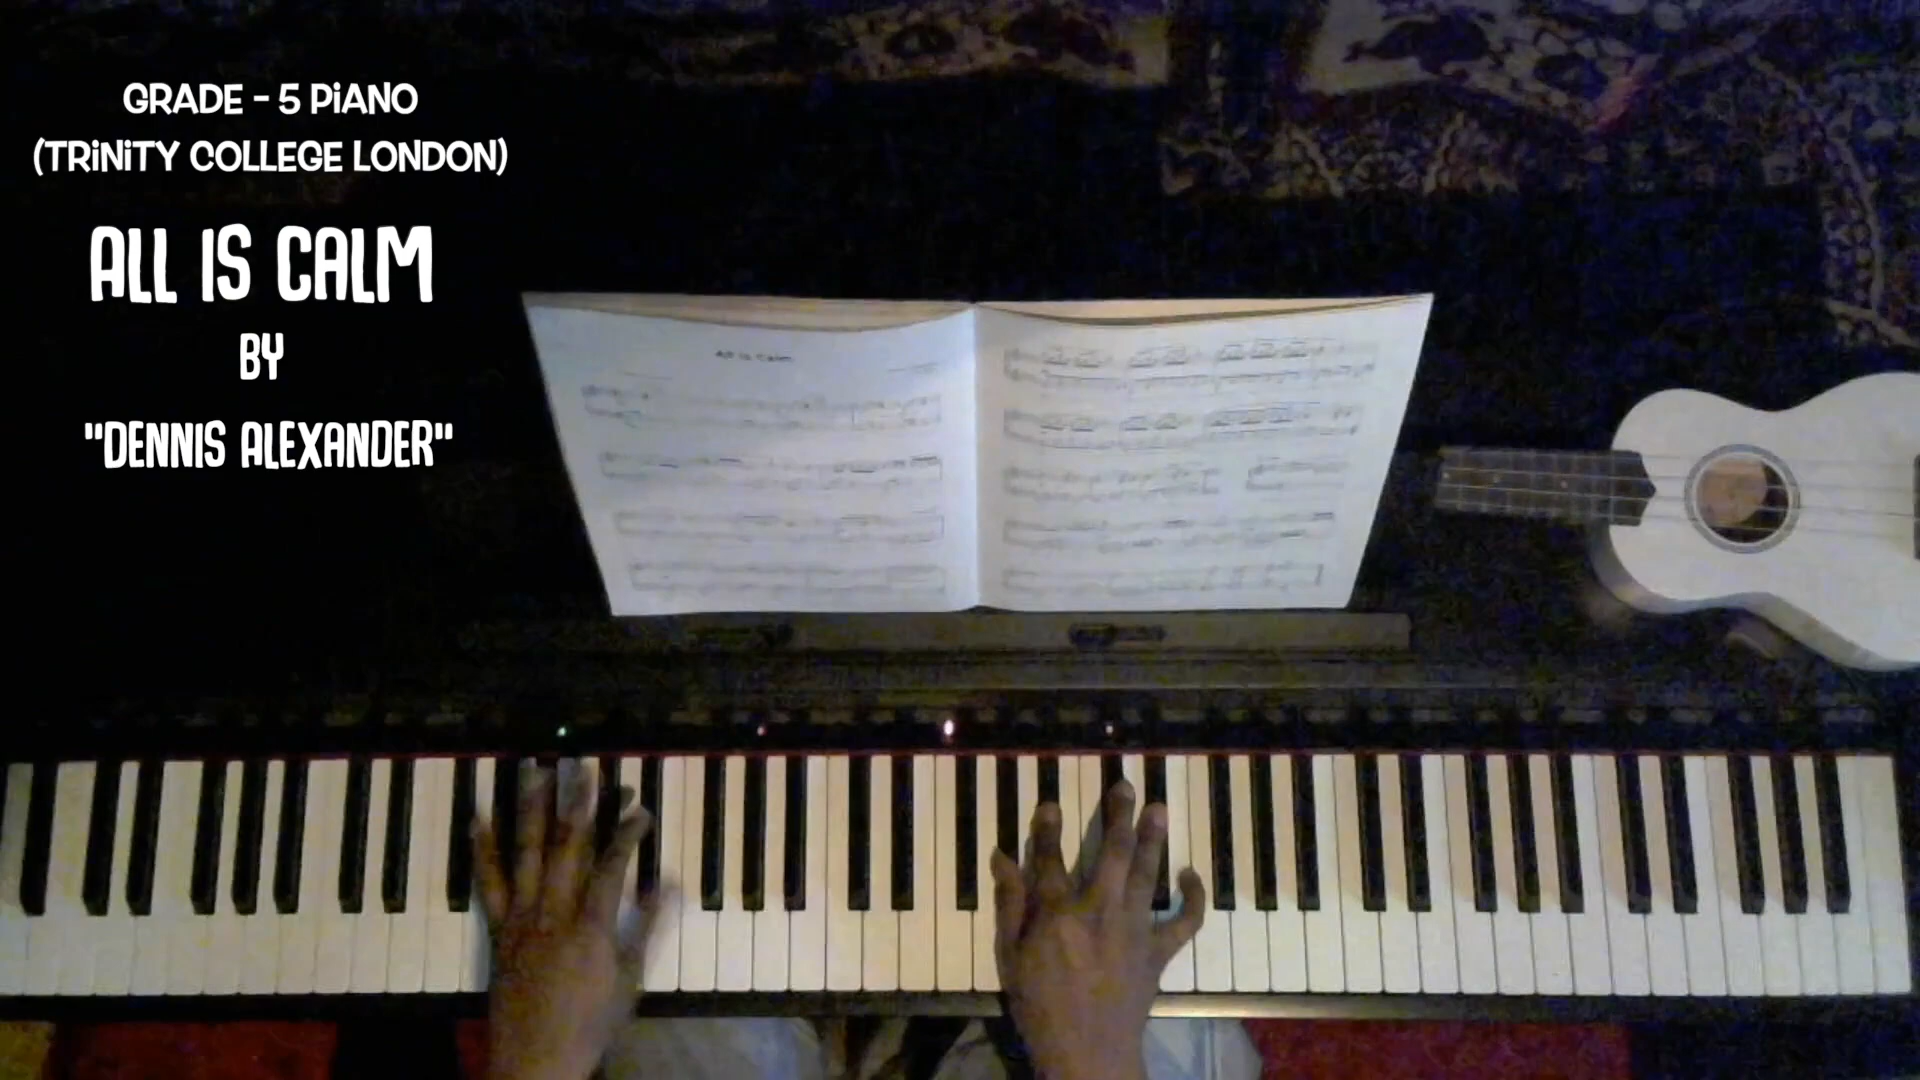 GRADE - 5 PIANO
(TRINITY COLLEGE LONDON)
ALL IS CALM
BY
"DENNIS ALEXANDER"
All is Calm